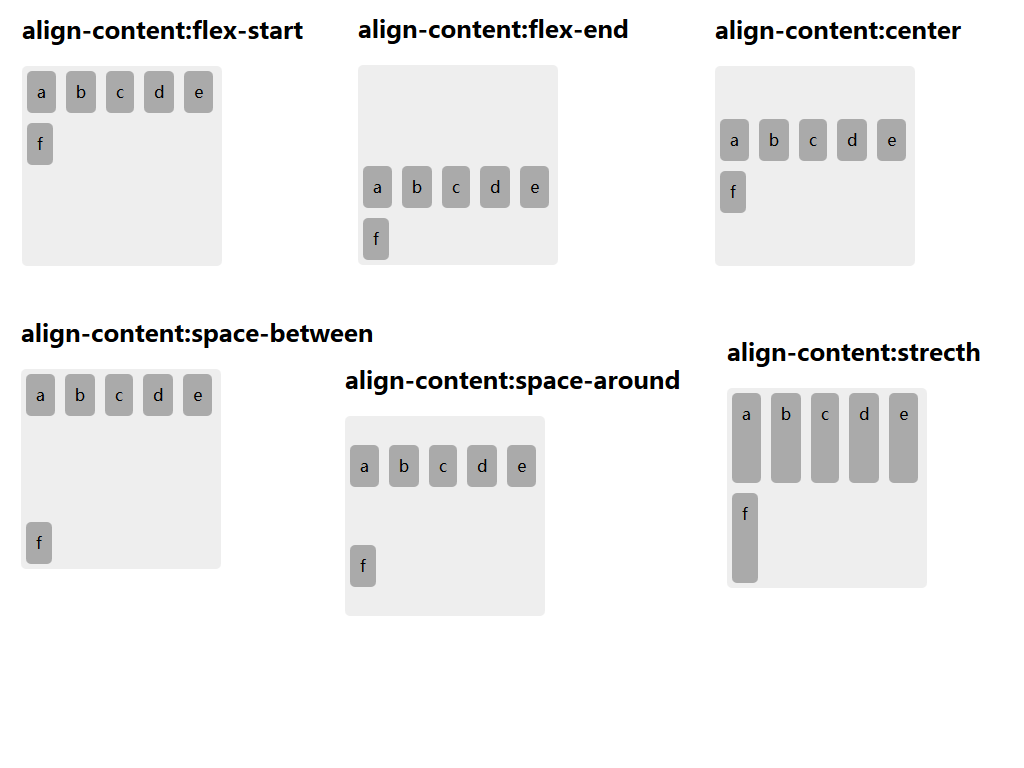 align-content:flex-start
a b c d e
f
align-content:flex-end
a b c d e
f
align-content:center
a b c d e
f
align-content:space-between
a b c d e
f
align-content:space-around
a b c d e
f
align-content:strecth
a b c d e
f